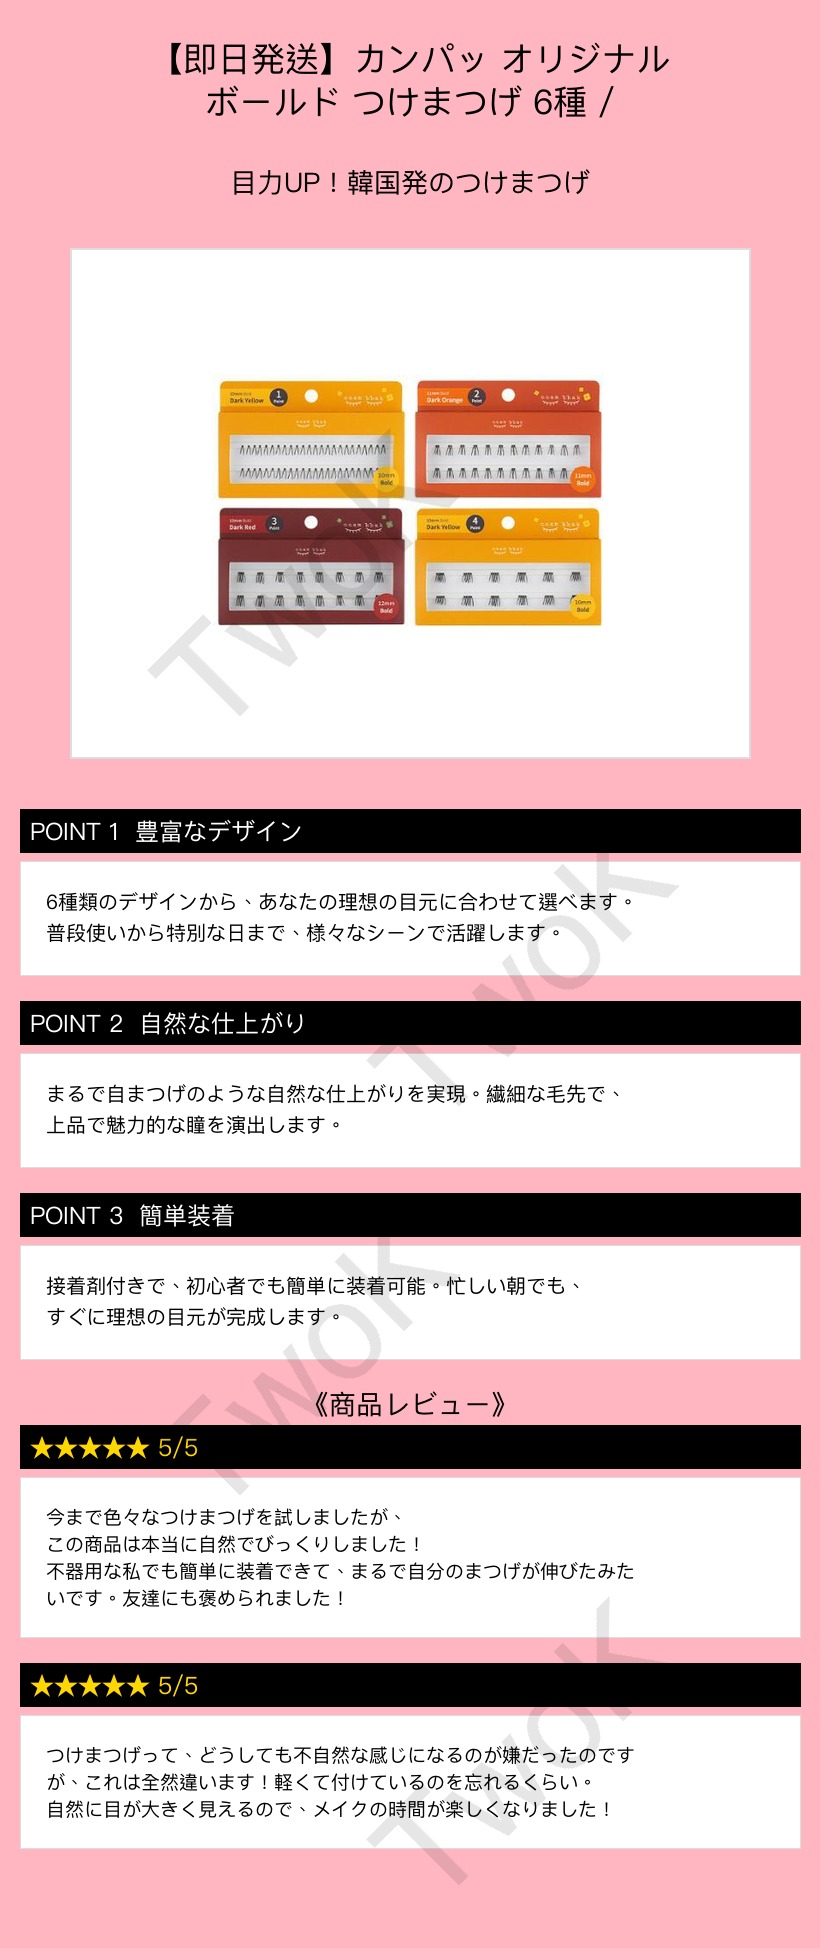 【即日発送】カンパッ オリジナル
ボールド つけまつげ 6種 /
目力UP！韓国発のつけまつげ
Dark Yellow
1
Point
10mm
Bold
Dark Orange
2
Point
11mm
Bold
Dark Red
3
Point
12mm
Bold
Dark Yellow
4
Point
10mm
Bold
TwoK
POINT 1 豊富なデザイン
6種類のデザインから、あなたの理想の目元に合わせて選べます。
普段使いから特別な日まで、様々なシーンで活躍します。
TwoK
POINT 2 自然な仕上がり
まるで自まつげのような自然な仕上がりを実現。繊細な毛先で、
上品で魅力的な瞳を演出します。
POINT 3 簡単装着
接着剤付きで、初心者でも簡単に装着可能。忙しい朝でも、
すぐに理想の目元が完成します。
TwoK
《商品レビュー》
★★★★★ 5/5
今まで色々なつけまつげを試しましたが、
この商品は本当に自然でびっくりしました！
不器用な私でも簡単に装着できて、まるで自分のまつげが伸びたみた
いです。友達にも褒められました！
★★★★★ 5/5
つけまつげって、どうしても不自然な感じになるのが嫌だったのです
が、これは全然違います！軽くて付けているのを忘れるくらい。
自然に目が大きく見えるので、メイクの時間が楽しくなりました！
TwoK